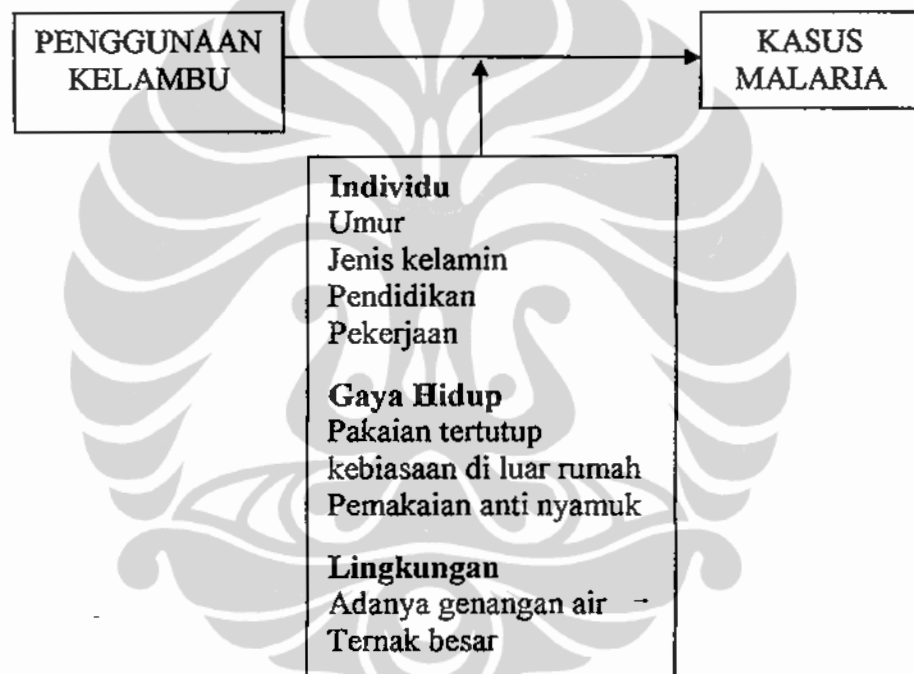 PENGGUNAAN
KELAMBU
KASUS
MALARIA
Individu
Umur
Jenis kelamin
Pendidikan
Pekerjaan
Gaya Hidup
Pakaian tertutup
kebiasaan di luar rumah
Pemakaian anti nyamuk
Lingkungan
Adanya genangan air
Ternak besar